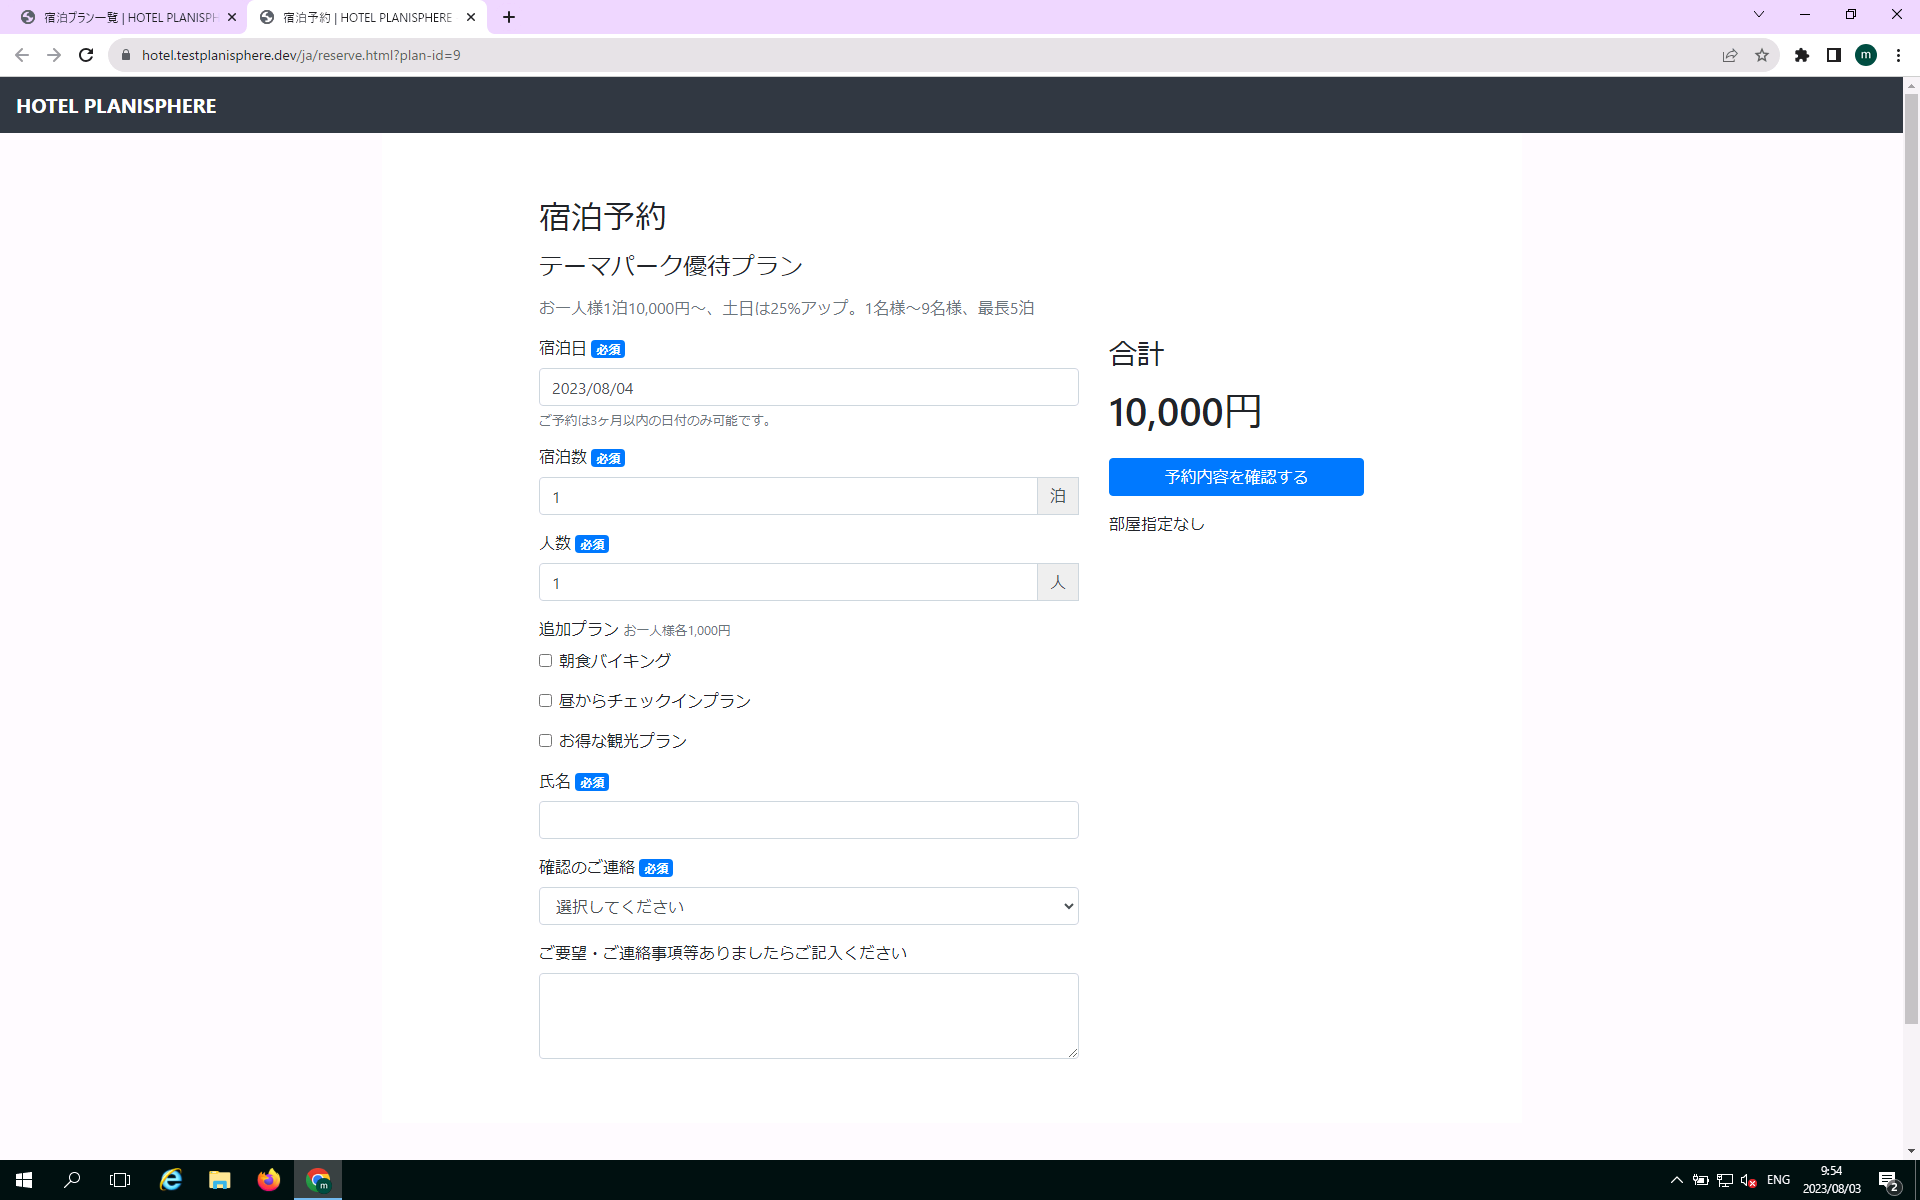 宿泊プラン一覧 | HOTEL PLANISPH
宿泊予約 | HOTEL PLANISPHERE
hotel.testplanisphere.dev/ja/reserve.html?plan-id=9
m
HOTEL PLANISPHERE
宿泊予約
テーマパーク優待プラン
お一人様1泊10,000円～、土日は25%アップ。1名様～9名様、最長5泊
宿泊日 必須
2023/08/04
ご予約は3ヶ月以内の日付のみ可能です。
宿泊数 必須
1 泊
人数 必須
1 人
追加プラン お一人様各1,000円
朝食バイキング
昼からチェックインプラン
お得な観光プラン
氏名 必須
確認のご連絡 必須
選択してください
ご要望・ご連絡事項等ありましたらご記入ください
合計
10,000円
予約内容を確認する
部屋指定なし
m
ENG
9:54
2023/08/03
2